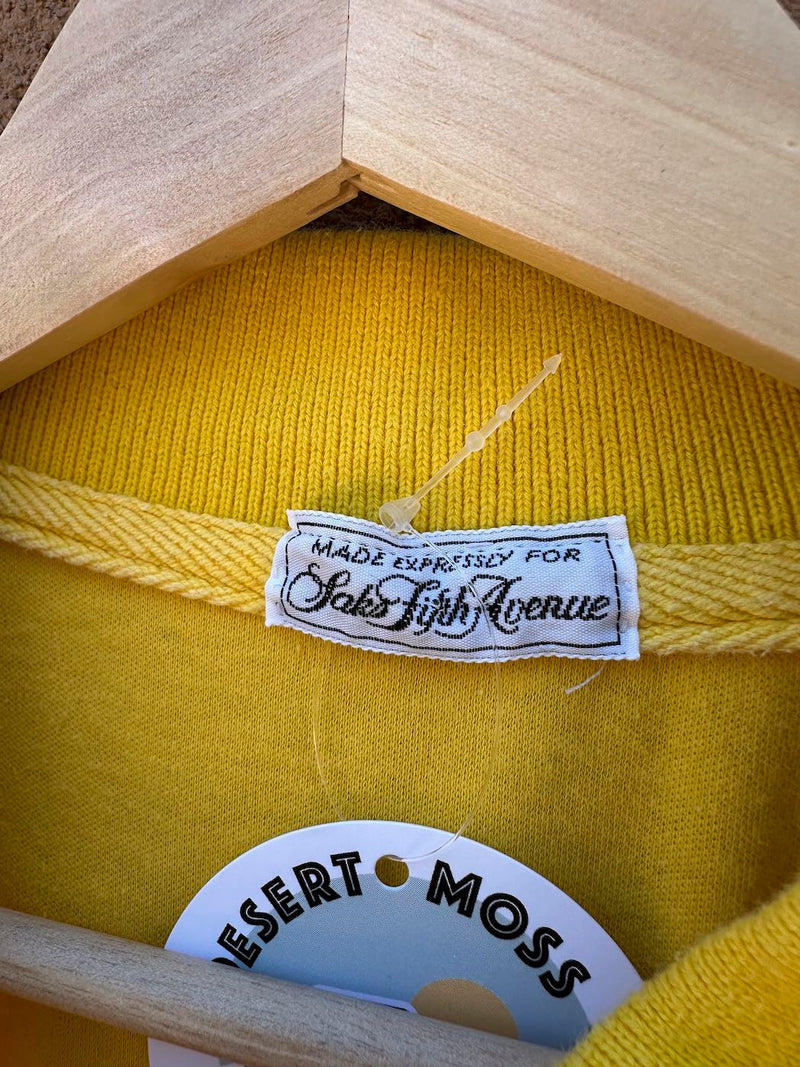 MADE EXPRESSLY FOR
Saks Fifth Avenue
DESERT • MOSS